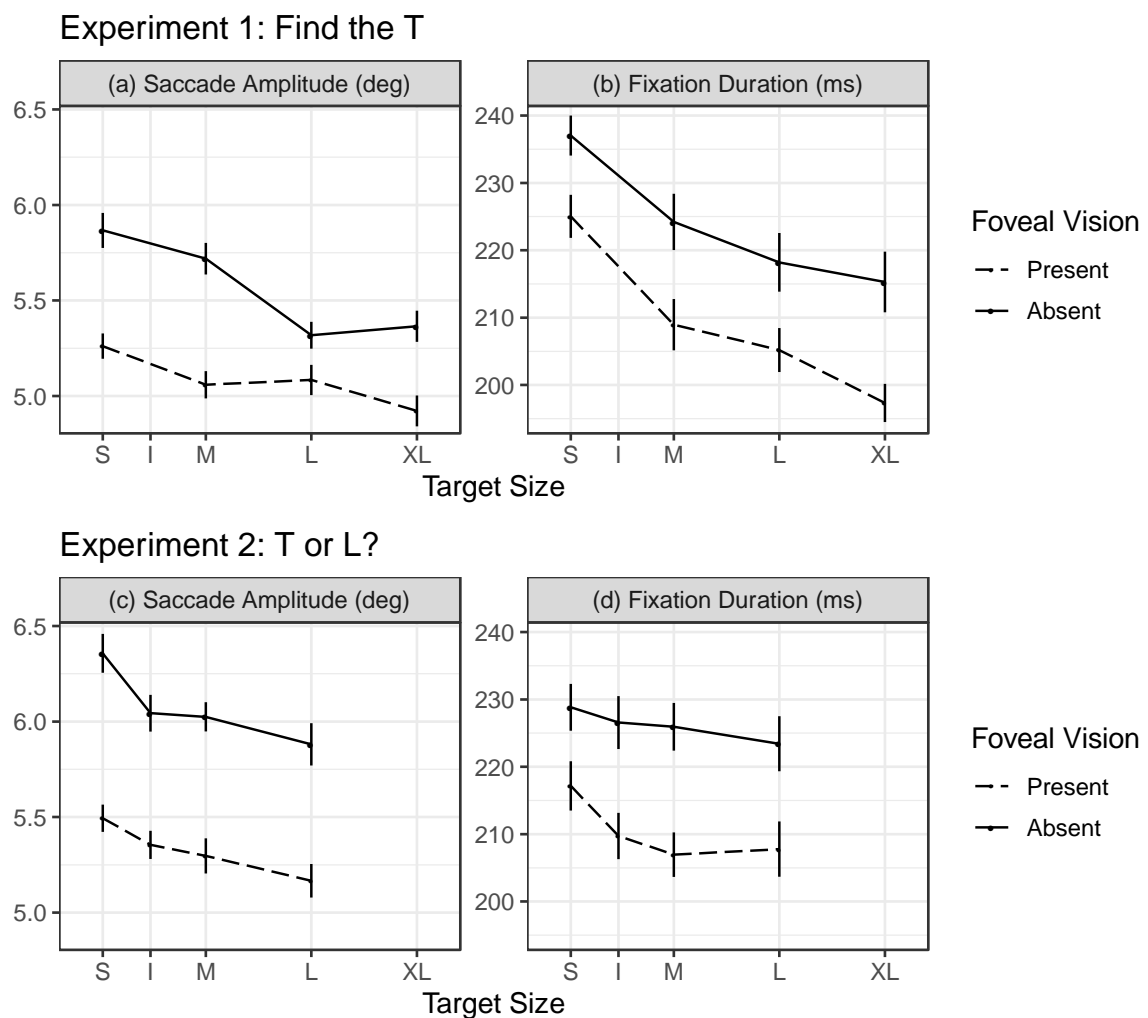 Experiment 1: Find the T
(a) Saccade Amplitude (deg)
(b) Fixation Duration (ms)
6.5
6.0
5.5
5.0
240
230
220
210
200
S I M L XL
S I M L XL
Target Size
Foveal Vision
Present
Absent
Experiment 2: T or L?
(c) Saccade Amplitude (deg)
(d) Fixation Duration (ms)
6.5
6.0
5.5
5.0
240
230
220
210
200
S I M L XL
S I M L XL
Target Size
Foveal Vision
Present
Absent